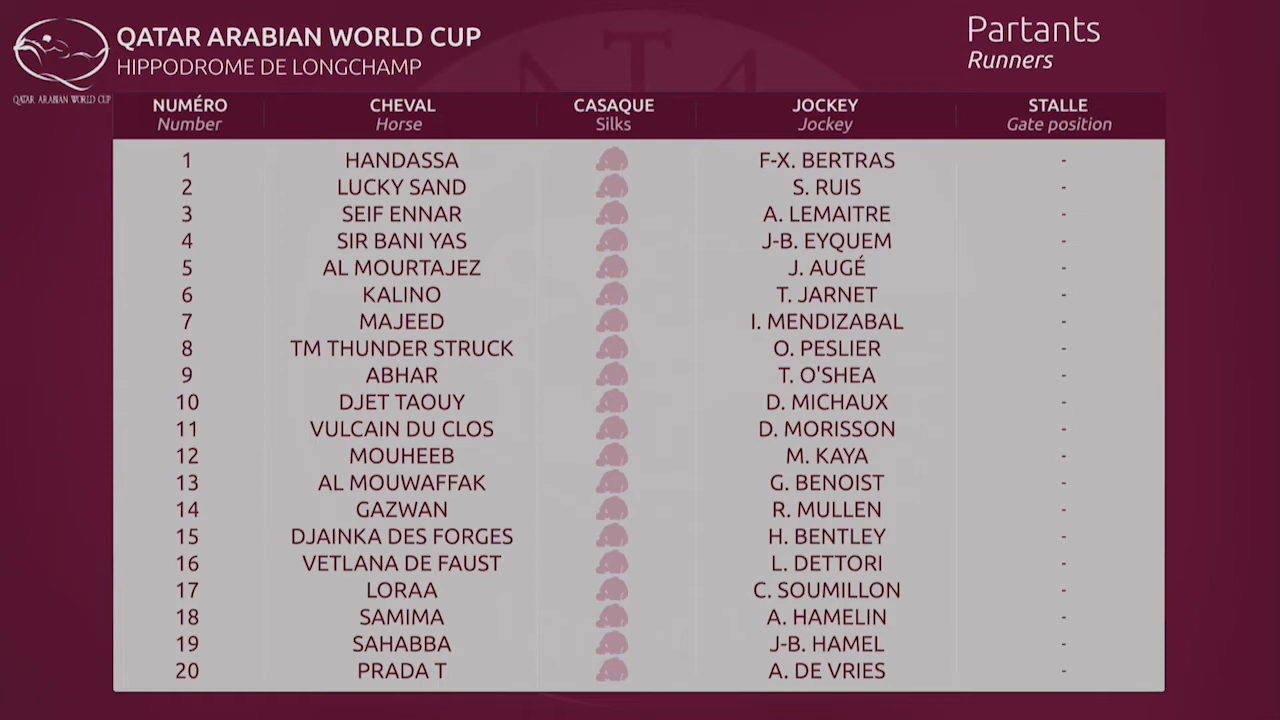 QATAR ARABIAN WORLD CUP
HIPPODROME DE LONGCHAMP
QATAR ARABIAN WORLD CUP
Partants
Runners
NUMÉRO CHEVAL CASAQUE JOCKEY STALLE
Number Horse Silks Jockey Gate position
1 HANDASSA F-X. BERTRAS -
2 LUCKY SAND S. RUIS -
3 SEIF ENNAR A. LEMAITRE -
4 SIR BANI YAS J-B. EYQUEM -
5 AL MOURTAJEZ J. AUGÉ -
6 KALINO T. JARNET -
7 MAJEED I. MENDIZABAL -
8 TM THUNDER STRUCK O. PESLIER -
9 ABHAR T. O'SHEA -
10 DJET TAOUY D. MICHAUX -
11 VULCAIN DU CLOS D. MORISSON -
12 MOUHEEB M. KAYA -
13 AL MOUWAFFAK G. BENOIST -
14 GAZWAN R. MULLEN -
15 DJAINKA DES FORGES H. BENTLEY -
16 VETLANA DE FAUST L. DETTORI -
17 LORAA C. SOUMILLON -
18 SAMIMA A. HAMELIN -
19 SAHABBA J-B. HAMEL -
20 PRADA T A. DE VRIES -